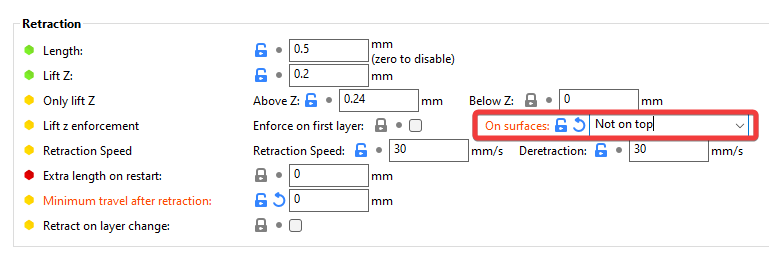 Retraction
Length: 0.5 mm
(zero to disable)
Lift Z: 0.2 mm
Only lift Z Above Z: 0.24 mm Below Z: 0 mm
Lift z enforcement Enforce on first layer: On surfaces: Not on top
Retraction Speed Retraction Speed: 30 mm/s Deretraction: 30 mm/s
Extra length on restart: 0 mm
Minimum travel after retraction: 0 mm
Retract on layer change: